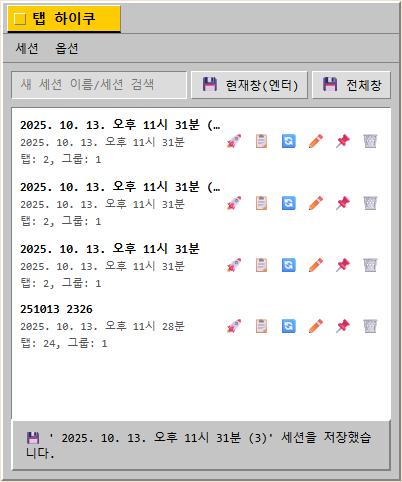 탭 하이쿠
세션 옵션
새 세션 이름/세션 검색 현재창(엔터) 전체창
2025. 10. 13. 오후 11시 31분 (…
2025. 10. 13. 오후 11시 31분
탭: 2, 그룹: 1
2025. 10. 13. 오후 11시 31분 (…
2025. 10. 13. 오후 11시 31분
탭: 2, 그룹: 1
2025. 10. 13. 오후 11시 31분
2025. 10. 13. 오후 11시 31분
탭: 2, 그룹: 1
251013 2326
2025. 10. 13. 오후 11시 28분
탭: 24, 그룹: 1
' 2025. 10. 13. 오후 11시 31분 (3)' 세션을 저장했습
니다.